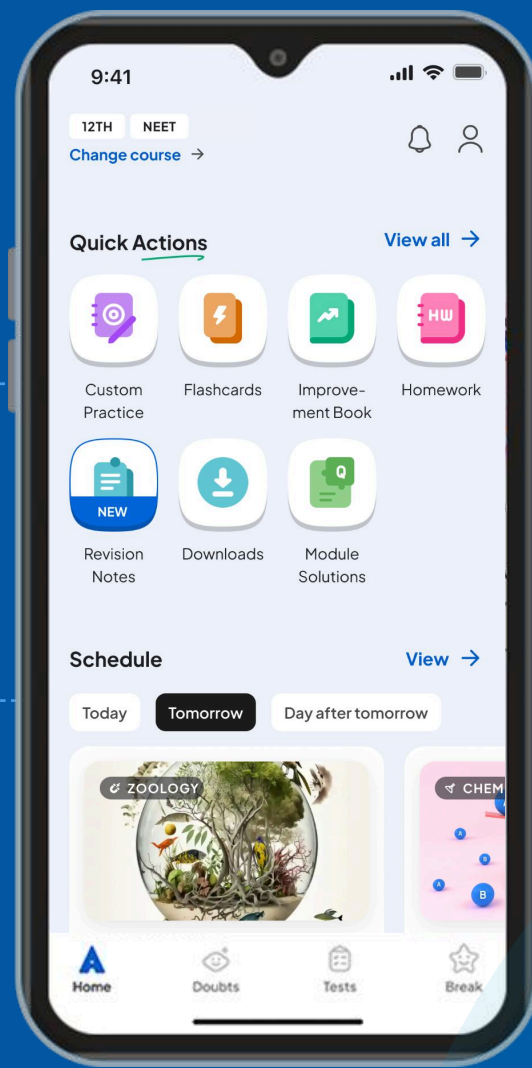 9:41
12TH NEET
Change course →
Quick Actions
View all →
Custom
Practice
Flashcards
Improve-
ment Book
HW
Homework
NEW
Revision
Notes
Downloads
Q
Module
Solutions
Schedule
View →
Today
Tomorrow
Day after tomorrow
ZOOLOGY
CHEM
A
A
B
A
B
Home
Doubts
Tests
Break